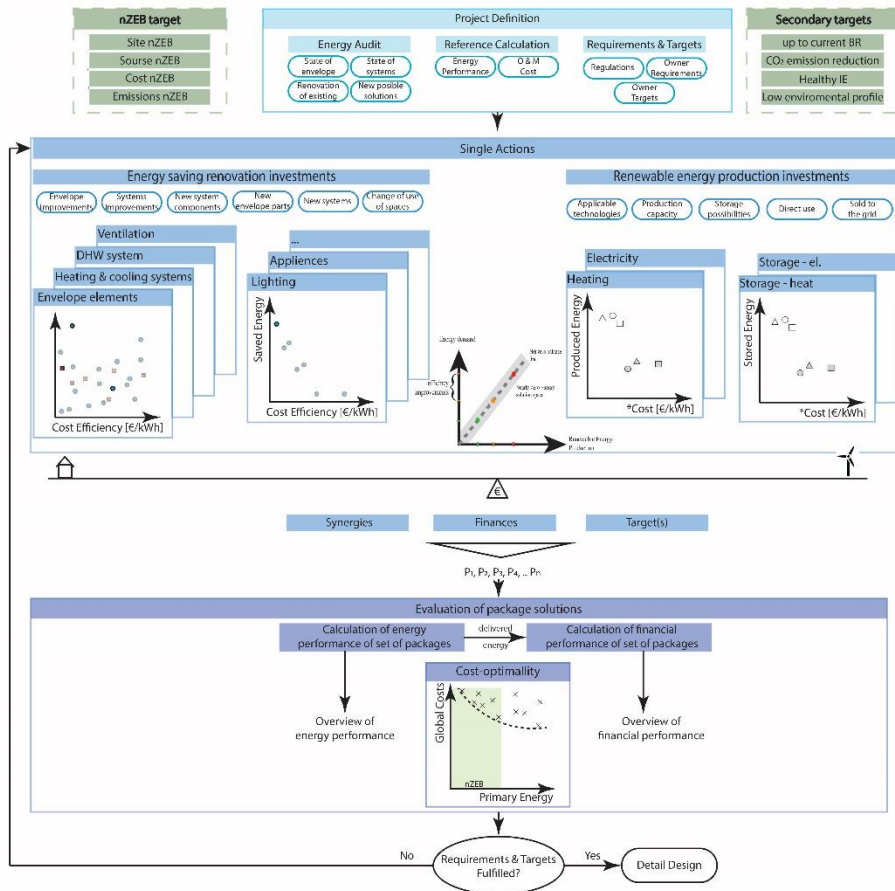 nZEB target
Site nZEB
Sourse nZEB
Cost nZEB
Emissions nZEB
Project Definition
Energy Audit
State of
envelope
State of
systems
Renovation
of existing
New posible
solutions
Reference Calculation
Energy
Performance
O & M
Cost
Requirements & Targets
Regulations
Owner
Requirements
Owner
Targets
Secondary targets
up to current BR
CO₂ emission reduction
Healthy IE
Low enviromental profile
Single Actions
Energy saving renovation investments
Envelope
improvements
Systems
improvements
New system
components
New
envelope parts
New systems
Change of use
of spaces
Renewable energy production investments
Applicable
technologies
Production
capacity
Storage
possibilities
Direct use
Sold to
the grid
Ventilation
DHW system
Heating & cooling systems
Envelope elements
Cost Efficiency [€/kWh]
...
Appliences
Lighting
Saved Energy
Cost Efficiency [€/kWh]
Energy demand
efficiency
improvements
Renewable Energy
Production
Electricity
Heating
Produced Energy
*Cost [€/kWh]
Storage - el.
Storage - heat
Stored Energy
*Cost [€/kWh]
€
Synergies
Finances
Target(s)
P₁, P₂, P₃, P₄, ... Pn
Evaluation of package solutions
Calculation of energy
performance of set of packages
delivered
energy
Calculation of financial
performance of set of packages
Overview of
energy performance
Cost-optimallity
Global Costs
nZEB
Primary Energy
Overview of
financial performance
No
Requirements & Targets
Fulfilled?
Yes
Detail Design